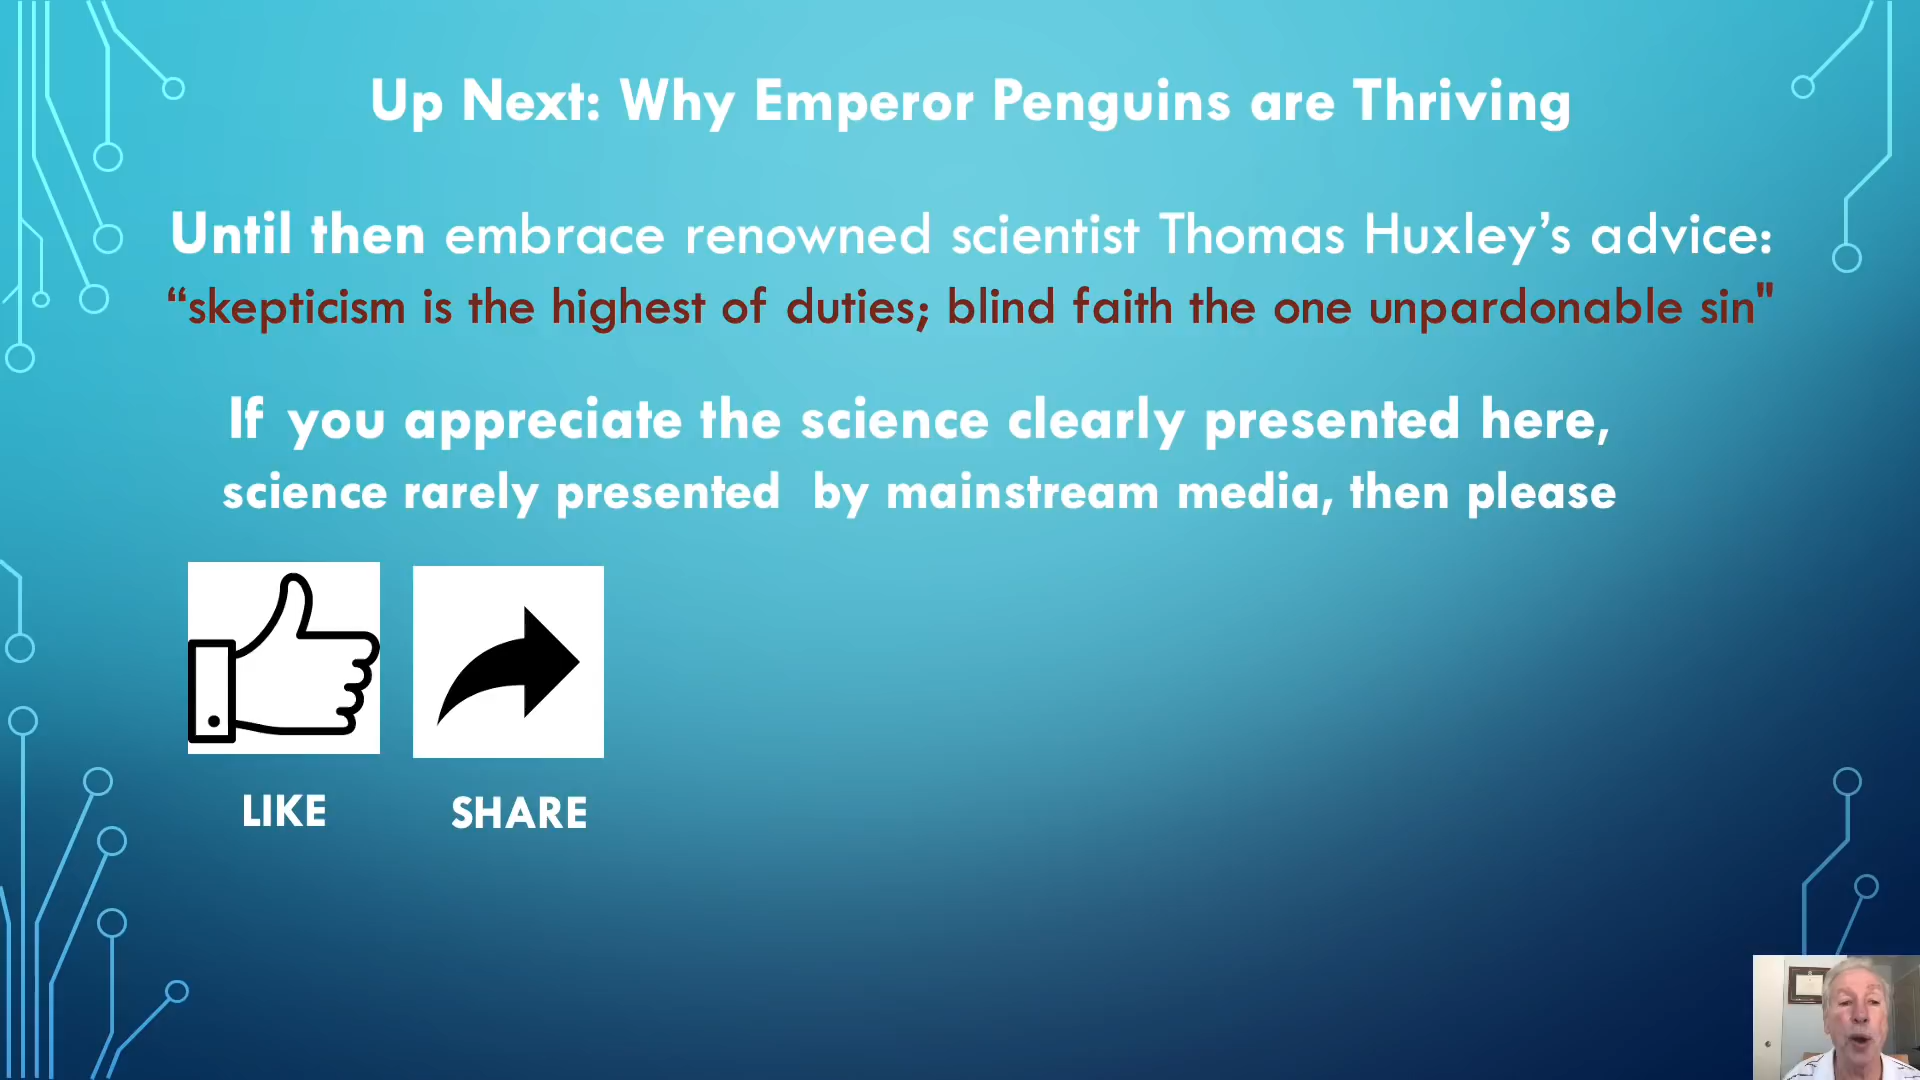 Up Next: Why Emperor Penguins are Thriving
Until then embrace renowned scientist Thomas Huxley’s advice:
“skepticism is the highest of duties; blind faith the one unpardonable sin"
If you appreciate the science clearly presented here,
science rarely presented by mainstream media, then please
LIKE
SHARE